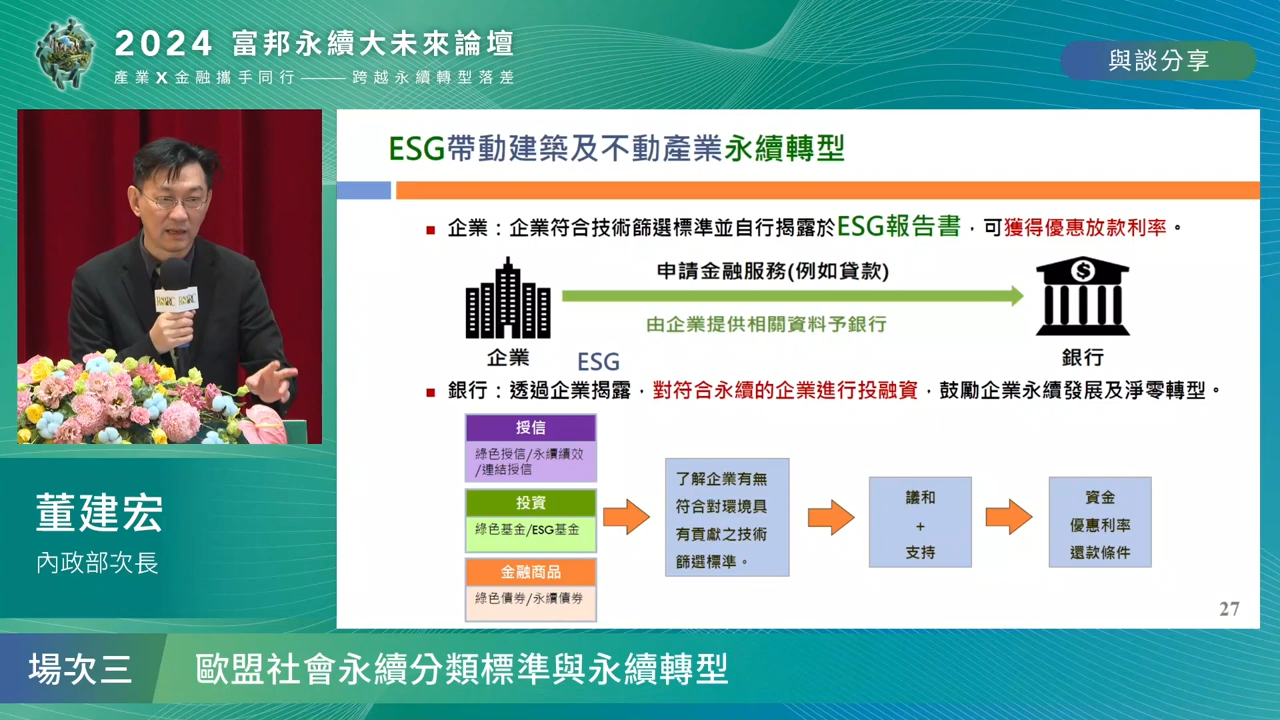 2024 富邦永續大未來論壇
產業X金融攜手同行——跨越永續轉型落差
與談分享
ESG帶動建築及不動產業永續轉型
企業：企業符合技術篩選標準並自行揭露於ESG報告書，可獲得優惠放款利率。
申請金融服務(例如貸款)
由企業提供相關資料予銀行
企業
銀行
ESG
銀行：透過企業揭露，對符合永續的企業進行投融資，鼓勵企業永續發展及淨零轉型。
授信
綠色授信/永續績效
/連結授信
投資
綠色基金/ESG基金
金融商品
綠色債券/永續債券
了解企業有無
符合對環境具
有貢獻之技術
篩選標準。
議和
+
支持
資金
優惠利率
還款條件
27
董建宏
內政部次長
場次三
歐盟社會永續分類標準與永續轉型